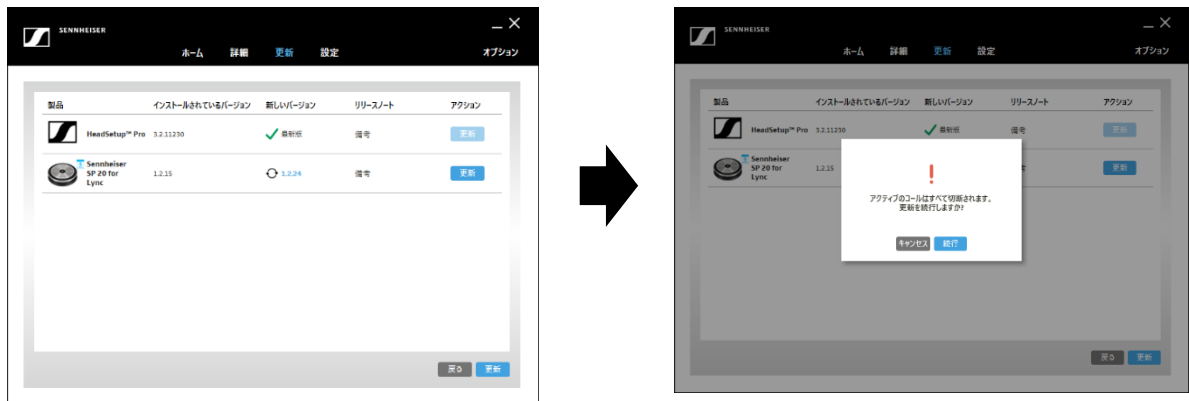 SENNHEISER
ホーム 詳細 更新 設定 オプション
製品 インストールされているバージョン 新しいバージョン リリースノート アクション
HeadSetup™ Pro 3.2.11230 最新版 備考 更新
Sennheiser
SP 20 for
Lync
1.2.15 1.2.24 備考 更新
戻る 更新
SENNHEISER
ホーム 詳細 更新 設定 オプション
製品 インストールされているバージョン 新しいバージョン リリースノート アクション
HeadSetup™ Pro 3.2.11230 最新版 備考 更新
Sennheiser
SP 20 for
Lync
1.2.15 更新
アクティブのコールはすべて切断されます。
更新を続行しますか?
キャンセス 続行
戻る 更新